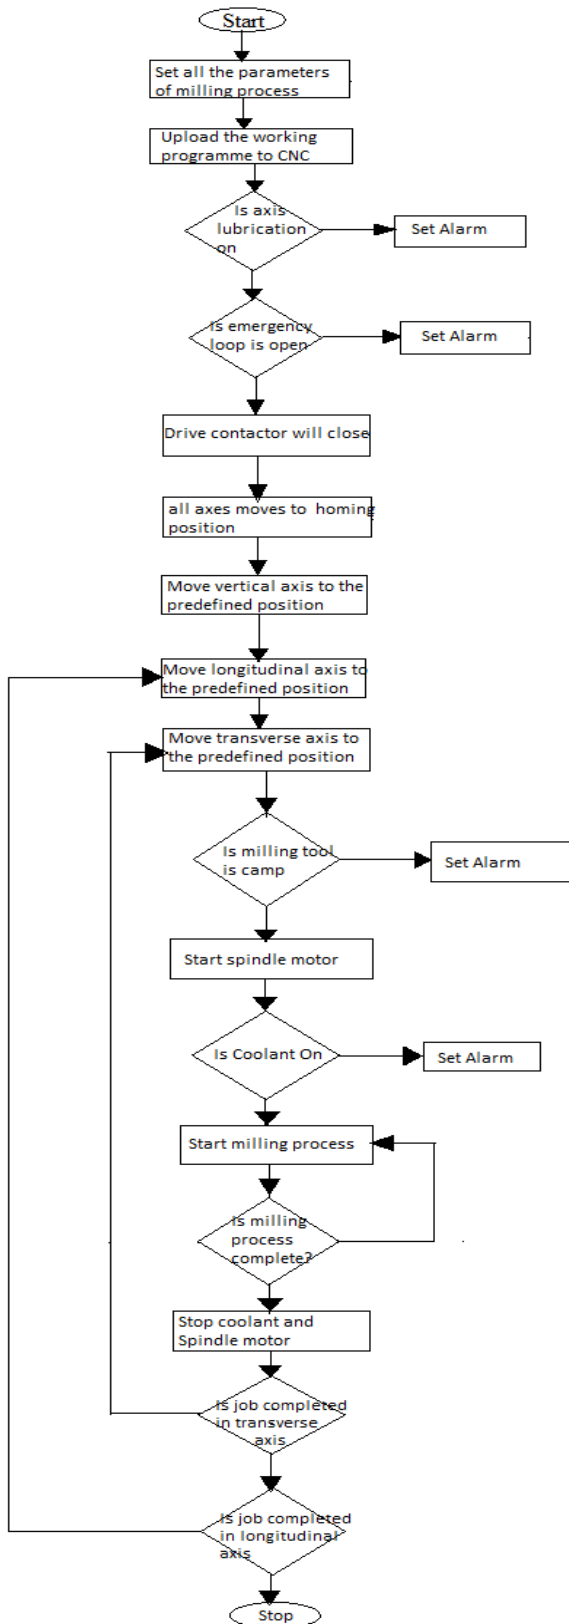 Start
Set all the parameters
of milling process
Upload the working
programme to CNC
Is axis
lubrication
on
Set Alarm
Is emergency
loop is open
Set Alarm
Drive contactor will close
all axes moves to homing
position
Move vertical axis to the
predefined position
Move longitudinal axis to
the predefined position
Move transverse axis to
the predefined position
Is milling tool
is camp
Set Alarm
Start spindle motor
Is Coolant On
Set Alarm
Start milling process
Is milling
process
complete?
Stop coolant and
Spindle motor
Is job completed
in transverse
axis
Is job completed
in longitudinal
axis
Stop